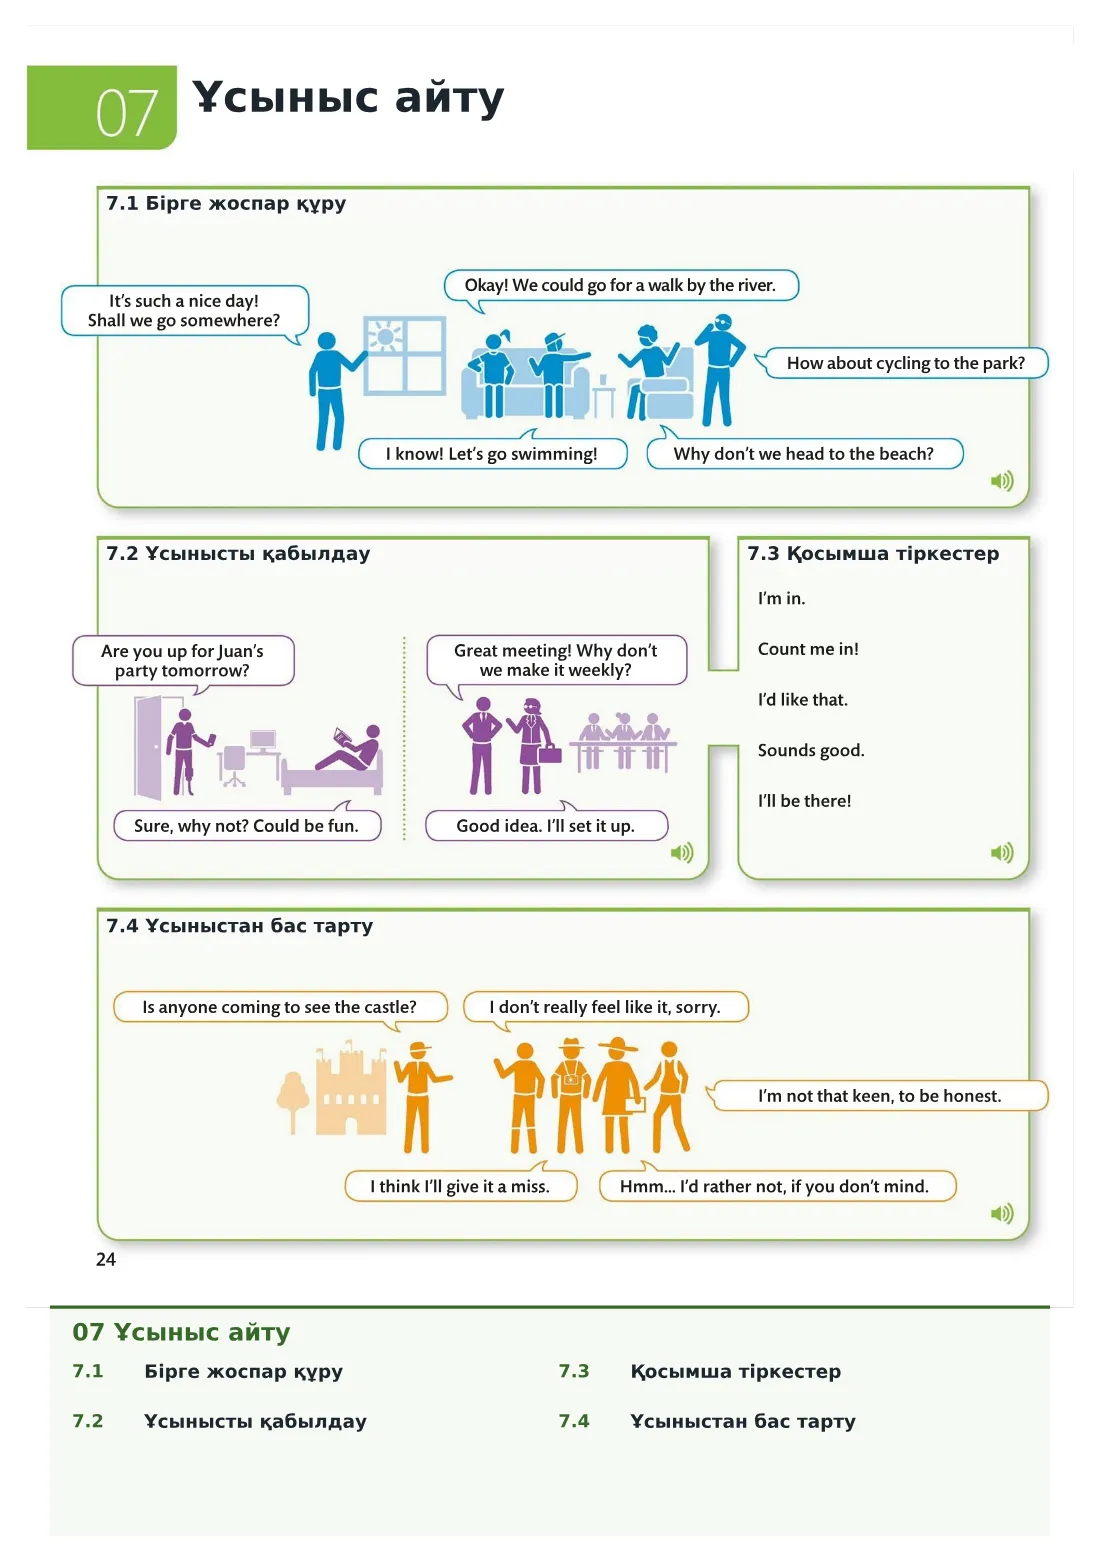 07 Ұсыныс айту
7.1 Бірге жоспар құру
It's such a nice day!
Shall we go somewhere?
Okay! We could go for a walk by the river.
How about cycling to the park?
I know! Let's go swimming!
Why don't we head to the beach?
7.2 Ұсынысты қабылдау
Are you up for Juan's
party tomorrow?
Sure, why not? Could be fun.
Great meeting! Why don't
we make it weekly?
Good idea. I'll set it up.
7.3 Қосымша тіркестер
I'm in.
Count me in!
I'd like that.
Sounds good.
I'll be there!
7.4 Ұсыныстан бас тарту
Is anyone coming to see the castle?
I don't really feel like it, sorry.
I'm not that keen, to be honest.
I think I'll give it a miss.
Hmm... I'd rather not, if you don't mind.
24
07 Ұсыныс айту
7.1 Бірге жоспар құру
7.2 Ұсынысты қабылдау
7.3 Қосымша тіркестер
7.4 Ұсыныстан бас тарту